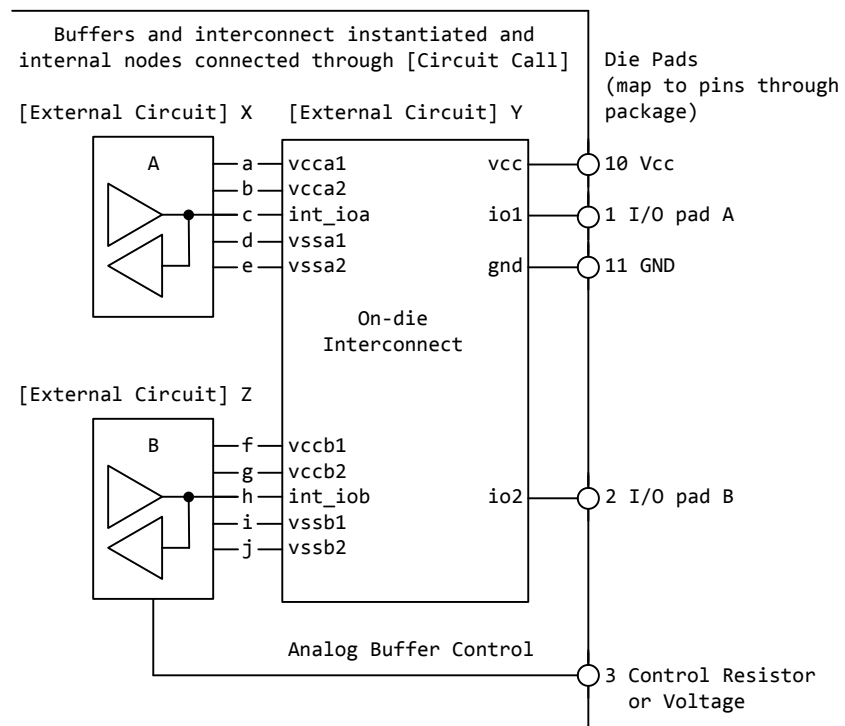 Buffers and interconnect instantiated and
internal nodes connected through [Circuit Call]
Die Pads
(map to pins through
package)
[External Circuit] X
[External Circuit] Y
A
a
b
c
d
e
vcca1
vcca2
int_ioa
vssa1
vssa2
vcc
io1
gnd
10 Vcc
1 I/O pad A
11 GND
On-die
Interconnect
[External Circuit] Z
B
f
g
h
i
j
vccb1
vccb2
int_iob
vssb1
vssb2
io2
2 I/O pad B
Analog Buffer Control
3 Control Resistor
or Voltage